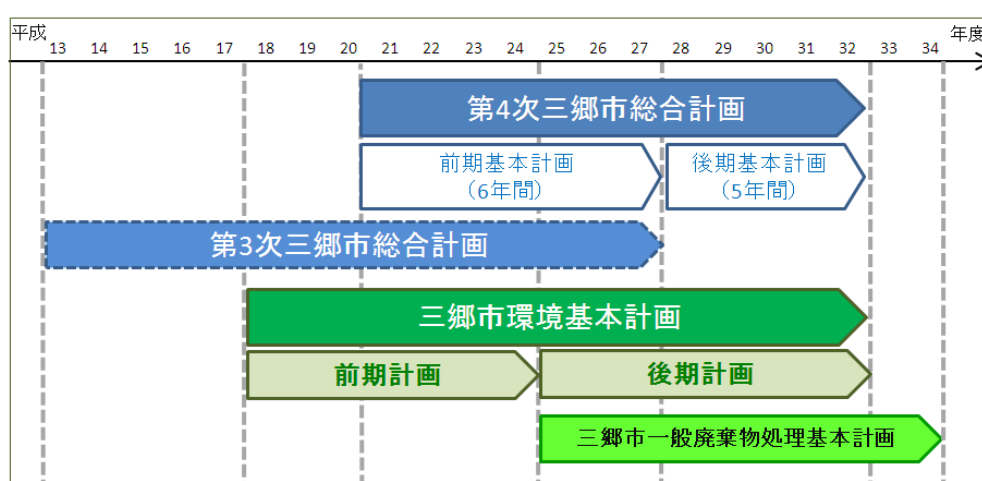 平成 年度
13 14 15 16 17 18 19 20 21 22 23 24 25 26 27 28 29 30 31 32 33 34
第4次三郷市総合計画
前期基本計画
（6年間）
後期基本計画
（5年間）
第3次三郷市総合計画
三郷市環境基本計画
前期計画
後期計画
三郷市一般廃棄物処理基本計画